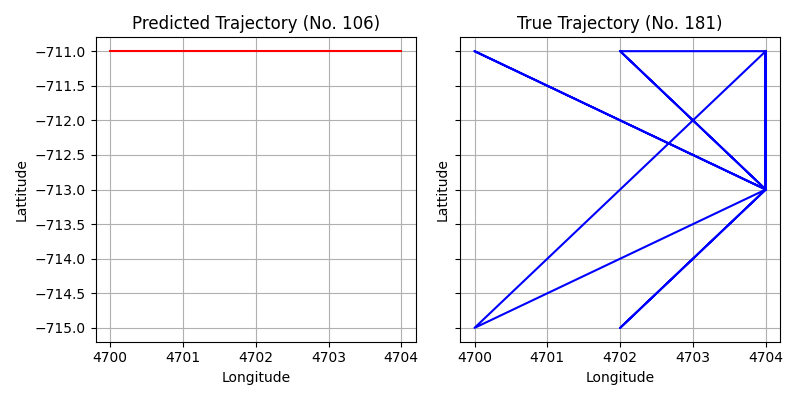 Predicted Trajectory (No. 106)
True Trajectory (No. 181)
−711.0
−711.5
−712.0
−712.5
−713.0
−713.5
−714.0
−714.5
−715.0
Lattitude
Lattitude
4700 4701 4702 4703 4704
4700 4701 4702 4703 4704
Longitude
Longitude